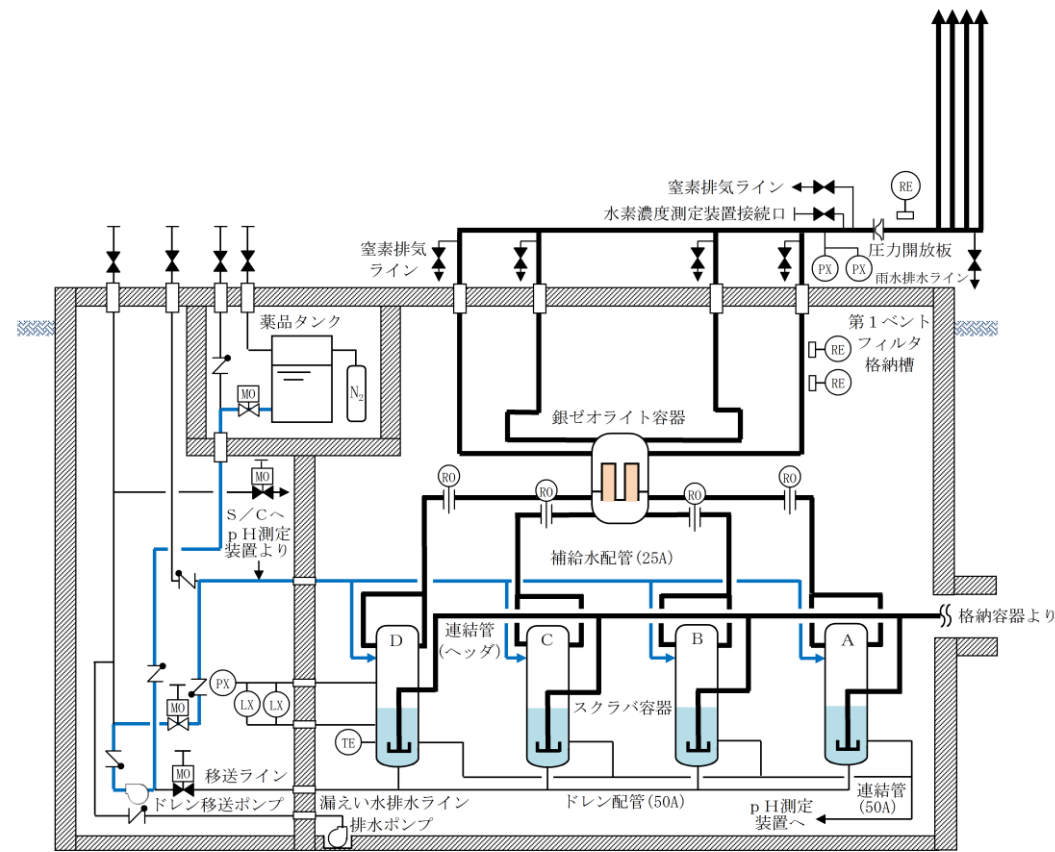 窒素排気ライン
RE
水素濃度測定装置接続口
窒素排気
ライン
圧力開放板
PX
PX
雨水排水ライン
薬品タンク
第1ベント
フィルタ
格納槽
RE
RE
MO
N₂
銀ゼオライト容器
MO
RO
RO
RO
RO
S/Cへ
pH測定
装置より
補給水配管(25A)
格納容器より
D
連結管
(ヘッダ)
C
B
A
PX
LX
LX
MO
スクラバ容器
TE
MO
移送ライン
ドレン移送ポンプ
漏えい水排水ライン
ドレン配管(50A)
連結管
(50A)
排水ポンプ
pH測定
装置へ